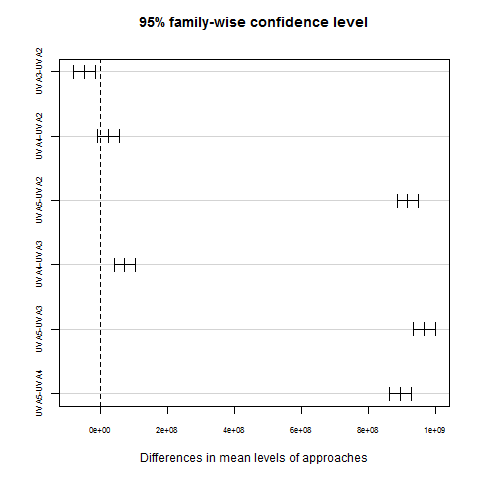 95% family-wise confidence level
UVA3-UVA2
UVA4-UVA2
UVA5-UVA2
UVA4-UVA3
UVA5-UVA3
UVA5-UVA4
0e+00 2e+08 4e+08 6e+08 8e+08 1e+09
Differences in mean levels of approaches